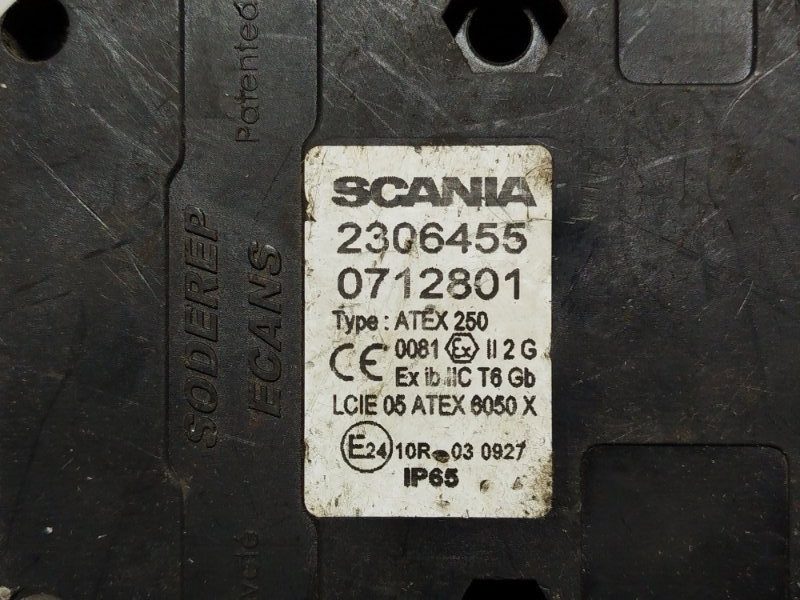 Patented
SODEREP
ECANS
SCANIA
2306455
0712801
Type : ATEX 250
CE 0081 Ex II 2 G
Ex ib IIC T6 Gb
LCIE 05 ATEX 6050 X
E24 10R-03 0927
IP65